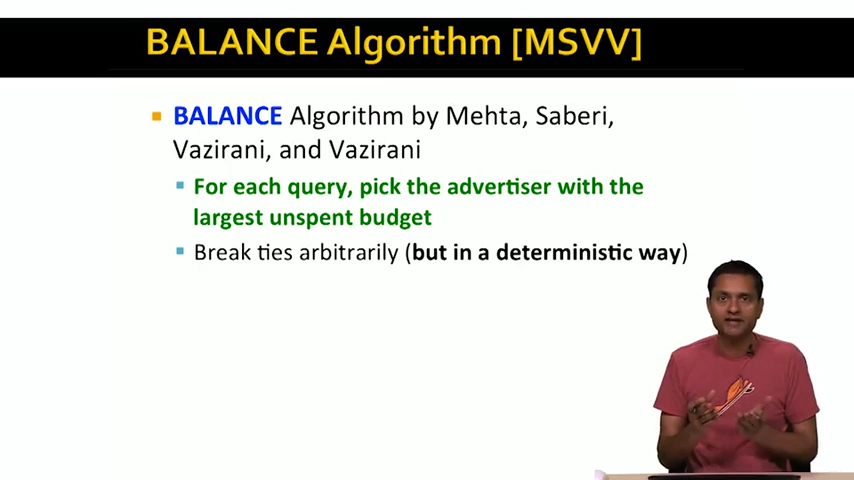 BALANCE Algorithm [MSVV]
BALANCE Algorithm by Mehta, Saberi,
Vazirani, and Vazirani
For each query, pick the advertiser with the
largest unspent budget
Break ties arbitrarily (but in a deterministic way)